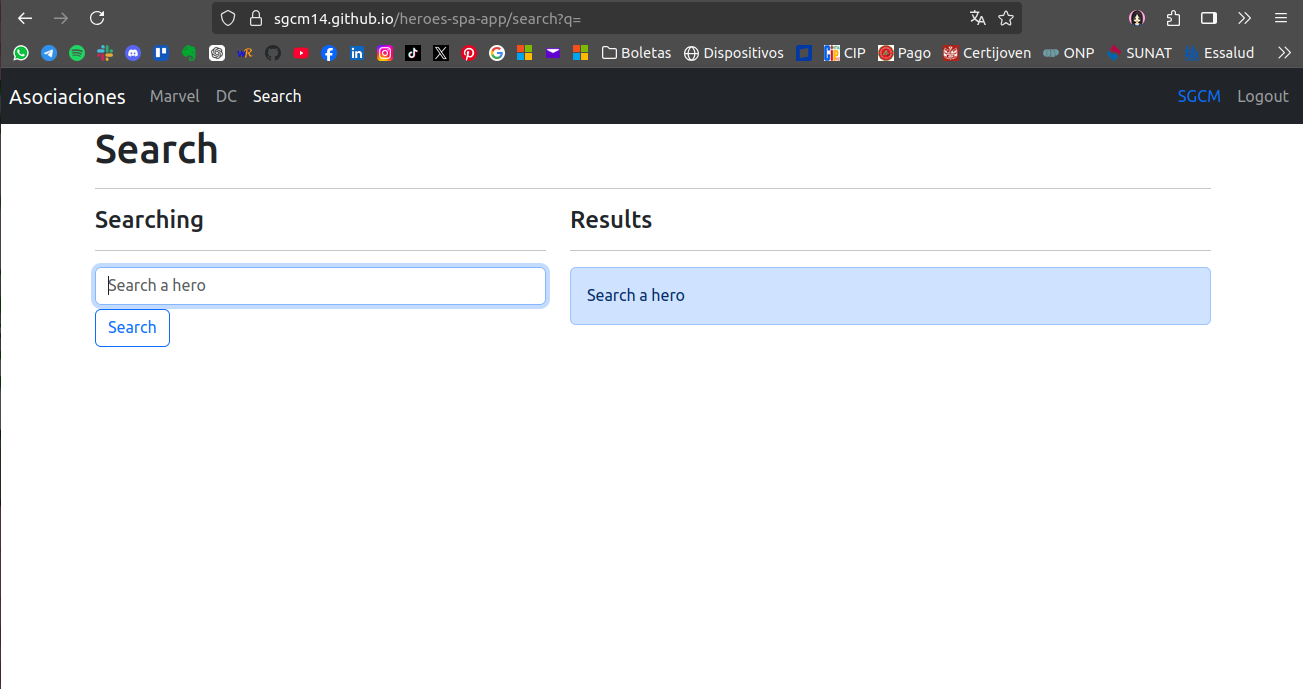 sgcm14.github.io/heroes-spa-app/search?q=
Boletas Dispositivos CIP Pago Certijoven ONP SUNAT Essalud
Asociaciones Marvel DC Search SGCM Logout
Search
Searching
Results
Search a hero
Search a hero
Search